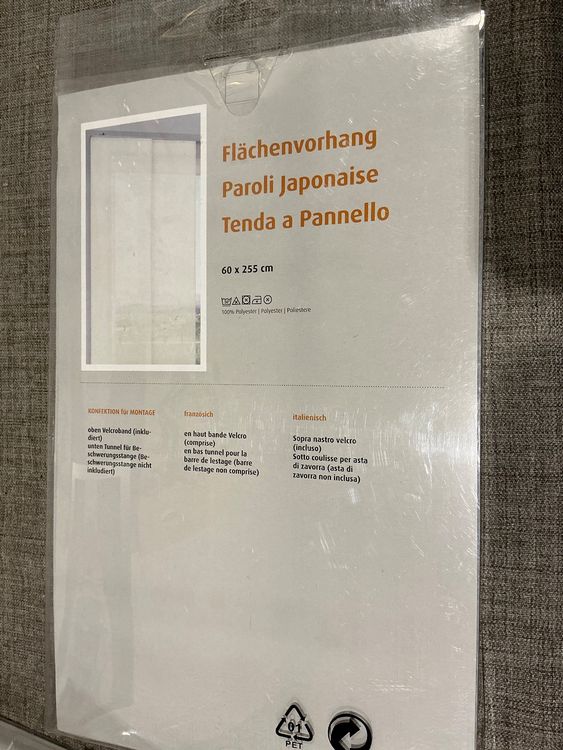 Flächenvorhang
Paroli Japonaise
Tenda a Pannello
60 x 255 cm
100% Polyester | Polyester | Poliestere
KONFEKTION für MONTAGE
oben Velcroband (inklu-
diert)
unten Tunnel für Be-
schwerungsstange (Be-
schwerungsstange nicht
inkludiert)
französich
en haut bande Velcro
(comprise)
en bas tunnel pour la
barre de lestage (barre
de lestage non comprise)
italienisch
Sopra nastro velcro
(incluso)
Sotto coulisse per asta
di zavorra (asta di
zavorra non inclusa)
01
PET